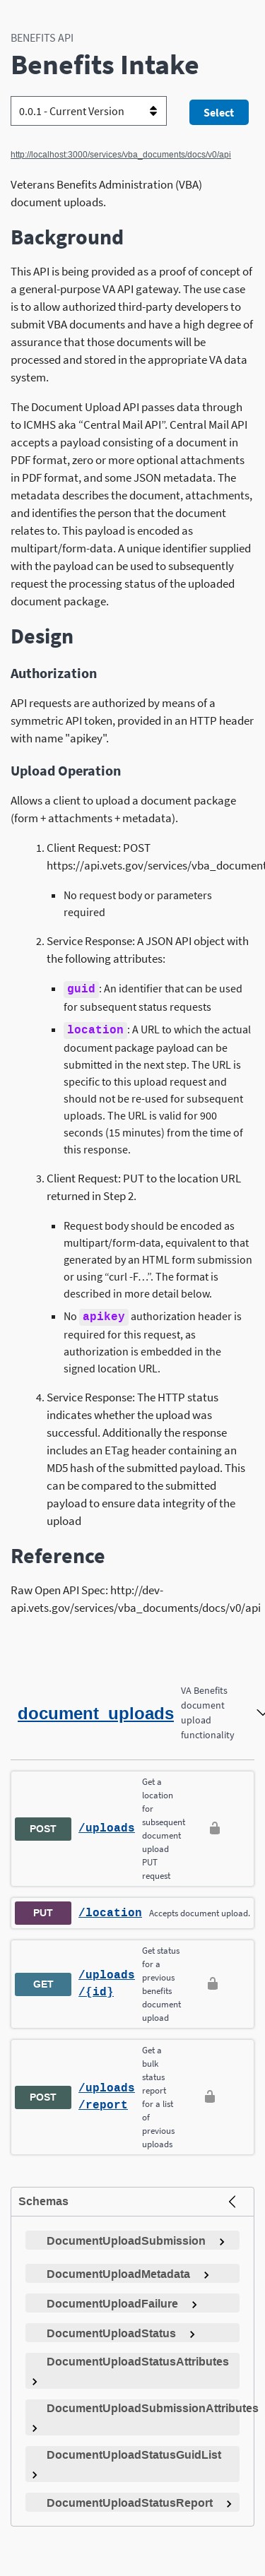 BENEFITS API
Benefits Intake
0.0.1 - Current Version
Select
http://localhost:3000/services/vba_documents/docs/v0/api
Veterans Benefits Administration (VBA)
document uploads.
Background
This API is being provided as a proof of concept of
a general-purpose VA API gateway. The use case
is to allow authorized third-party developers to
submit VBA documents and have a high degree of
assurance that those documents will be
processed and stored in the appropriate VA data
system.
The Document Upload API passes data through
to ICMHS aka “Central Mail API”. Central Mail API
accepts a payload consisting of a document in
PDF format, zero or more optional attachments
in PDF format, and some JSON metadata. The
metadata describes the document, attachments,
and identifies the person that the document
relates to. This payload is encoded as
multipart/form-data. A unique identifier supplied
with the payload can be used to subsequently
request the processing status of the uploaded
document package.
Design
Authorization
API requests are authorized by means of a
symmetric API token, provided in an HTTP header
with name "apikey".
Upload Operation
Allows a client to upload a document package
(form + attachments + metadata).
1. Client Request: POST
https://api.vets.gov/services/vba_document
▪ No request body or parameters
required
2. Service Response: A JSON API object with
the following attributes:
▪ guid : An identifier that can be used
for subsequent status requests
▪ location : A URL to which the actual
document package payload can be
submitted in the next step. The URL is
specific to this upload request and
should not be re-used for subsequent
uploads. The URL is valid for 900
seconds (15 minutes) from the time of
this response.
3. Client Request: PUT to the location URL
returned in Step 2.
▪ Request body should be encoded as
multipart/form-data, equivalent to that
generated by an HTML form submission
or using “curl -F…”. The format is
described in more detail below.
▪ No apikey authorization header is
required for this request, as
authorization is embedded in the
signed location URL.
4. Service Response: The HTTP status
indicates whether the upload was
successful. Additionally the response
includes an ETag header containing an
MD5 hash of the submitted payload. This
can be compared to the submitted
payload to ensure data integrity of the
upload
Reference
Raw Open API Spec: http://dev-
api.vets.gov/services/vba_documents/docs/v0/api
document_uploads
VA Benefits
document
upload
functionality
POST
/uploads
Get a
location
for
subsequent
document
upload
PUT
request
PUT
/location
Accepts document upload.
GET
/uploads
/{id}
Get status
for a
previous
benefits
document
upload
POST
/uploads
/report
Get a
bulk
status
report
for a list
of
previous
uploads
Schemas
DocumentUploadSubmission
DocumentUploadMetadata
DocumentUploadFailure
DocumentUploadStatus
DocumentUploadStatusAttributes
DocumentUploadSubmissionAttributes
DocumentUploadStatusGuidList
DocumentUploadStatusReport